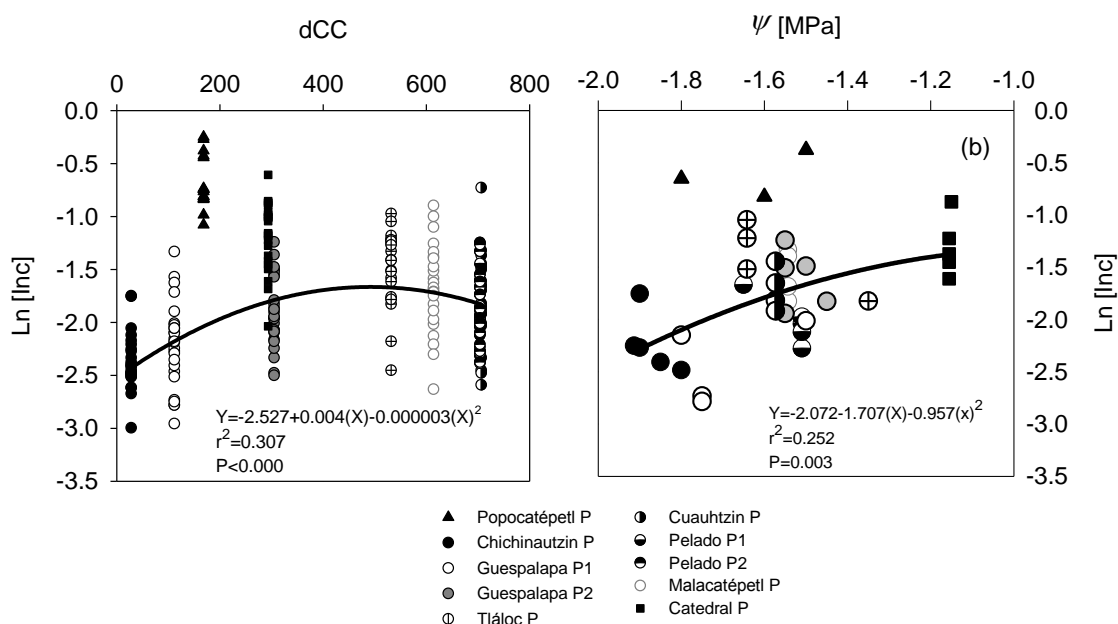 dCC
0 200 400 600 800
0.0
-0.5
-1.0
-1.5
-2.0
-2.5
-3.0
-3.5
Ln [Inc]
Y=-2.527+0.004(X)-0.000003(X)²
r²=0.307
P<0.000
ψ [MPa]
-2.0 -1.8 -1.6 -1.4 -1.2 -1.0
(b)
0.0
-0.5
-1.0
-1.5
-2.0
-2.5
-3.0
-3.5
Ln [Inc]
Y=-2.072-1.707(X)-0.957(x)²
r²=0.252
P=0.003
Popocatépetl P
Chichinautzin P
Guespalapa P1
Guespalapa P2
Tláloc P
Cuauhtzin P
Pelado P1
Pelado P2
Malacatépetl P
Catedral P